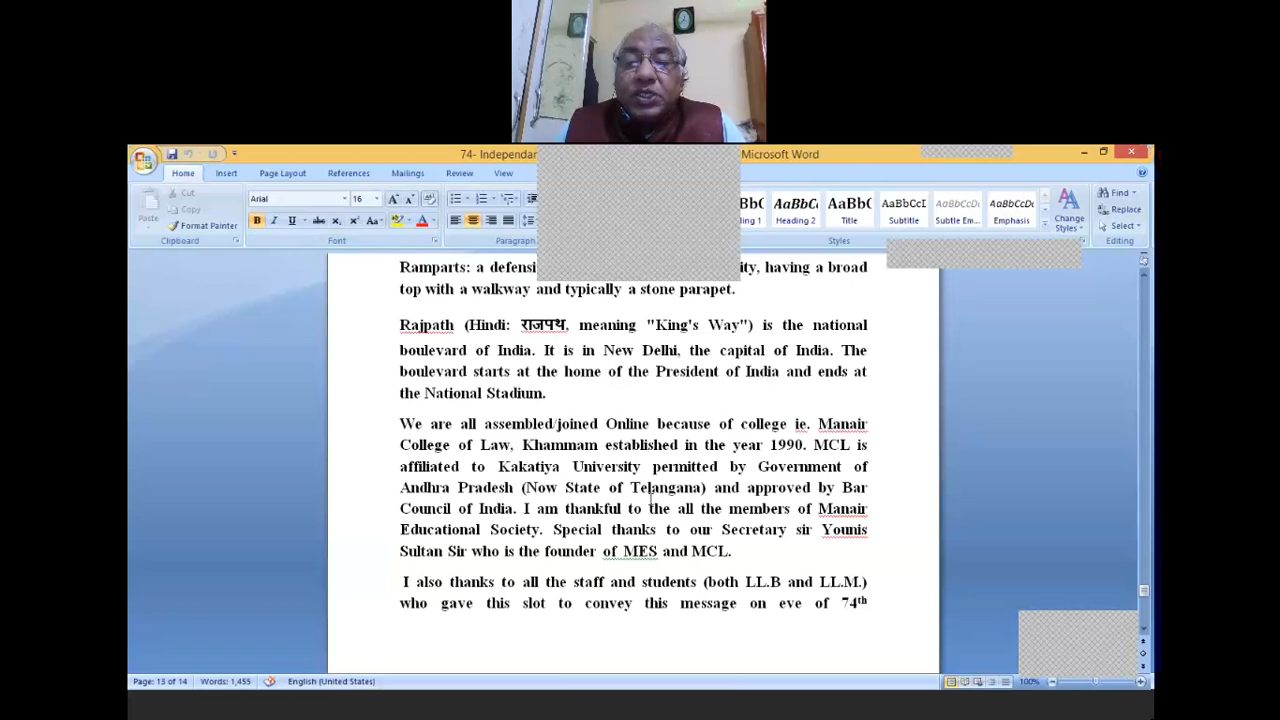 74- Independan
Microsoft Word
Home Insert Page Layout References Mailings Review View
Cut
Copy
Paste
Format Painter
Clipboard
Arial 16
Font
Paragraph
AaBbC AaBbC AaBbCcI AaBbCcDc AaBbCcDc
ng 1 Heading 2 Title Subtitle Subtle Em... Emphasis
Change
Styles
Styles
Find
Replace
Select
Editing
Ramparts: a defensi ity, having a broad
top with a walkway and typically a stone parapet.
Rajpath (Hindi: राजपथ, meaning "King's Way") is the national
boulevard of India. It is in New Delhi, the capital of India. The
boulevard starts at the home of the President of India and ends at
the National Stadium.
We are all assembled/joined Online because of college ie. Manair
College of Law, Khammam established in the year 1990. MCL is
affiliated to Kakatiya University permitted by Government of
Andhra Pradesh (Now State of Telangana) and approved by Bar
Council of India. I am thankful to the all the members of Manair
Educational Society. Special thanks to our Secretary sir Younis
Sultan Sir who is the founder of MES and MCL.
I also thanks to all the staff and students (both LL.B and LL.M.)
who gave this slot to convey this message on eve of 74th
Page: 13 of 14 Words: 1,455 English (United States) 100%